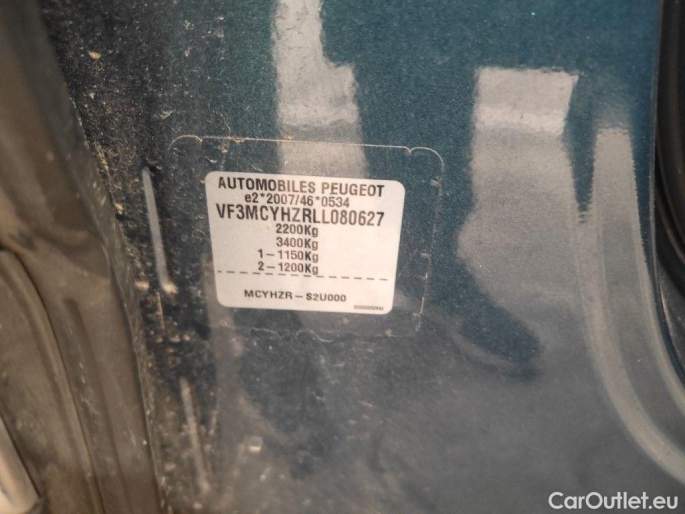 AUTOMOBILES PEUGEOT
e2*2007/46*0534
VF3MCYHZRLL080627
2200Kg
3400Kg
1-1150Kg
2-1200Kg
MCYHZR-S2U000
CarOutlet.eu